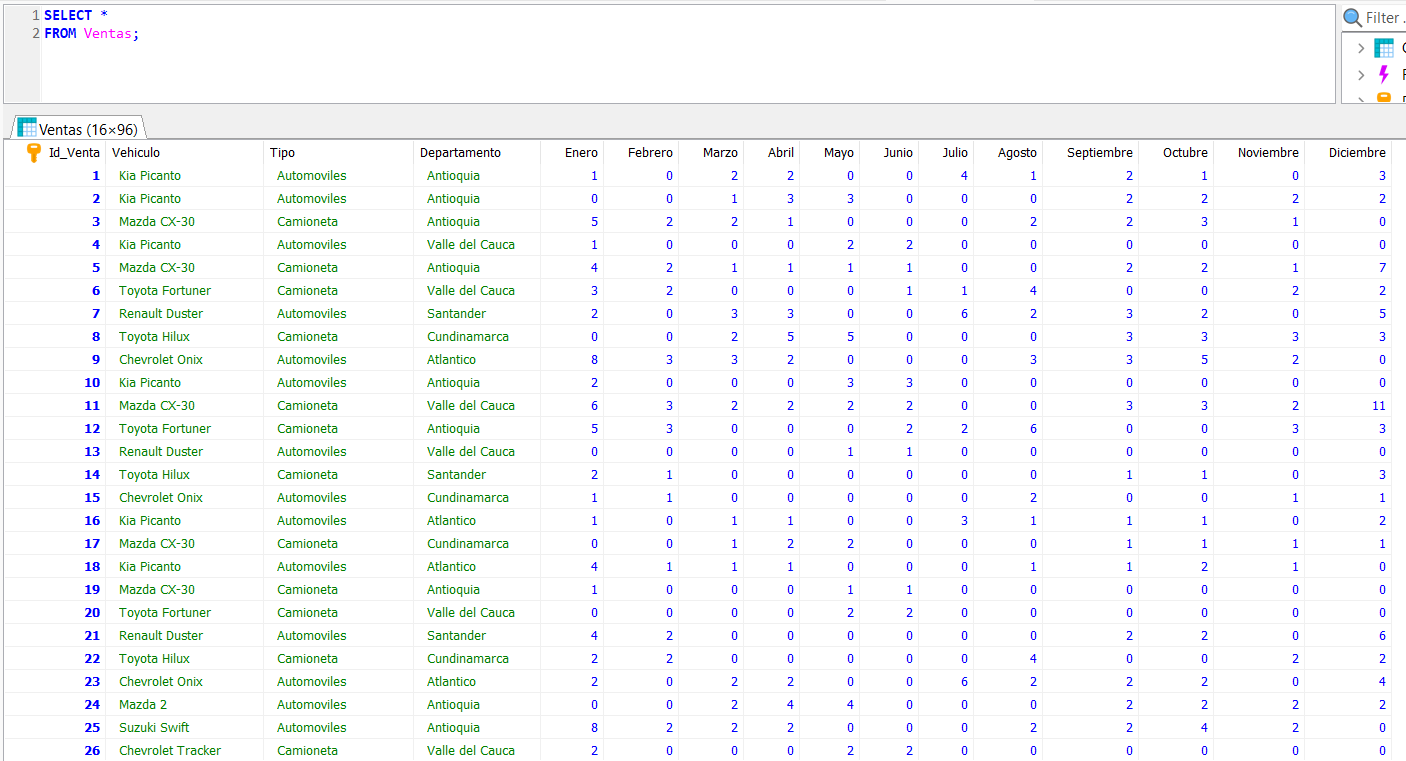 1 SELECT *
2 FROM Ventas;
Filter
Ventas (16×96)
Id_Venta Vehiculo Tipo Departamento Enero Febrero Marzo Abril Mayo Junio Julio Agosto Septiembre Octubre Noviembre Diciembre
1 Kia Picanto Automoviles Antioquia 1 0 2 2 0 0 4 1 2 1 0 3
2 Kia Picanto Automoviles Antioquia 0 0 1 3 3 0 0 0 2 2 2 2
3 Mazda CX-30 Camioneta Antioquia 5 2 2 1 0 0 0 2 2 3 1 0
4 Kia Picanto Automoviles Valle del Cauca 1 0 0 0 2 2 0 0 0 0 0 0
5 Mazda CX-30 Camioneta Antioquia 4 2 1 1 1 1 0 0 2 2 1 7
6 Toyota Fortuner Camioneta Valle del Cauca 3 2 0 0 0 1 1 4 0 0 2 2
7 Renault Duster Automoviles Santander 2 0 3 3 0 0 6 2 3 2 0 5
8 Toyota Hilux Camioneta Cundinamarca 0 0 2 5 5 0 0 0 3 3 3 3
9 Chevrolet Onix Automoviles Atlantico 8 3 3 2 0 0 0 3 3 5 2 0
10 Kia Picanto Automoviles Antioquia 2 0 0 0 3 3 0 0 0 0 0 0
11 Mazda CX-30 Camioneta Valle del Cauca 6 3 2 2 2 2 0 0 3 3 2 11
12 Toyota Fortuner Camioneta Antioquia 5 3 0 0 0 2 2 6 0 0 3 3
13 Renault Duster Automoviles Valle del Cauca 0 0 0 0 1 1 0 0 0 0 0 0
14 Toyota Hilux Camioneta Santander 2 1 0 0 0 0 0 0 1 1 0 3
15 Chevrolet Onix Automoviles Cundinamarca 1 1 0 0 0 0 0 2 0 0 1 1
16 Kia Picanto Automoviles Atlantico 1 0 1 1 0 0 3 1 1 1 0 2
17 Mazda CX-30 Camioneta Cundinamarca 0 0 1 2 2 0 0 0 1 1 1 1
18 Kia Picanto Automoviles Atlantico 4 1 1 1 0 0 0 1 1 2 1 0
19 Mazda CX-30 Camioneta Antioquia 1 0 0 0 1 1 0 0 0 0 0 0
20 Toyota Fortuner Camioneta Valle del Cauca 0 0 0 0 2 2 0 0 0 0 0 0
21 Renault Duster Automoviles Santander 4 2 0 0 0 0 0 0 2 2 0 6
22 Toyota Hilux Camioneta Cundinamarca 2 2 0 0 0 0 0 4 0 0 2 2
23 Chevrolet Onix Automoviles Atlantico 2 0 2 2 0 0 6 2 2 2 0 4
24 Mazda 2 Automoviles Antioquia 0 0 2 4 4 0 0 0 2 2 2 2
25 Suzuki Swift Automoviles Antioquia 8 2 2 2 0 0 0 2 2 4 2 0
26 Chevrolet Tracker Camioneta Valle del Cauca 2 0 0 0 2 2 0 0 0 0 0 0